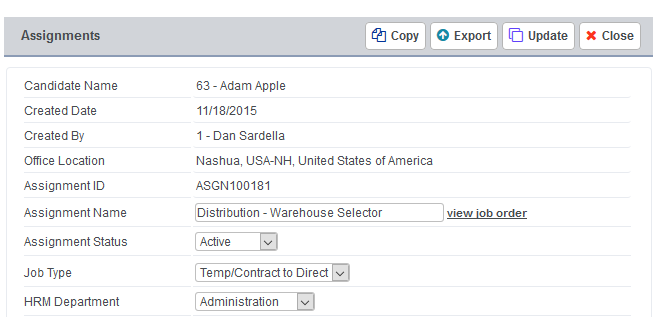 Assignments Copy Export Update Close
Candidate Name 63 - Adam Apple
Created Date 11/18/2015
Created By 1 - Dan Sardella
Office Location Nashua, USA-NH, United States of America
Assignment ID ASGN100181
Assignment Name Distribution - Warehouse Selector view job order
Assignment Status Active
Job Type Temp/Contract to Direct
HRM Department Administration